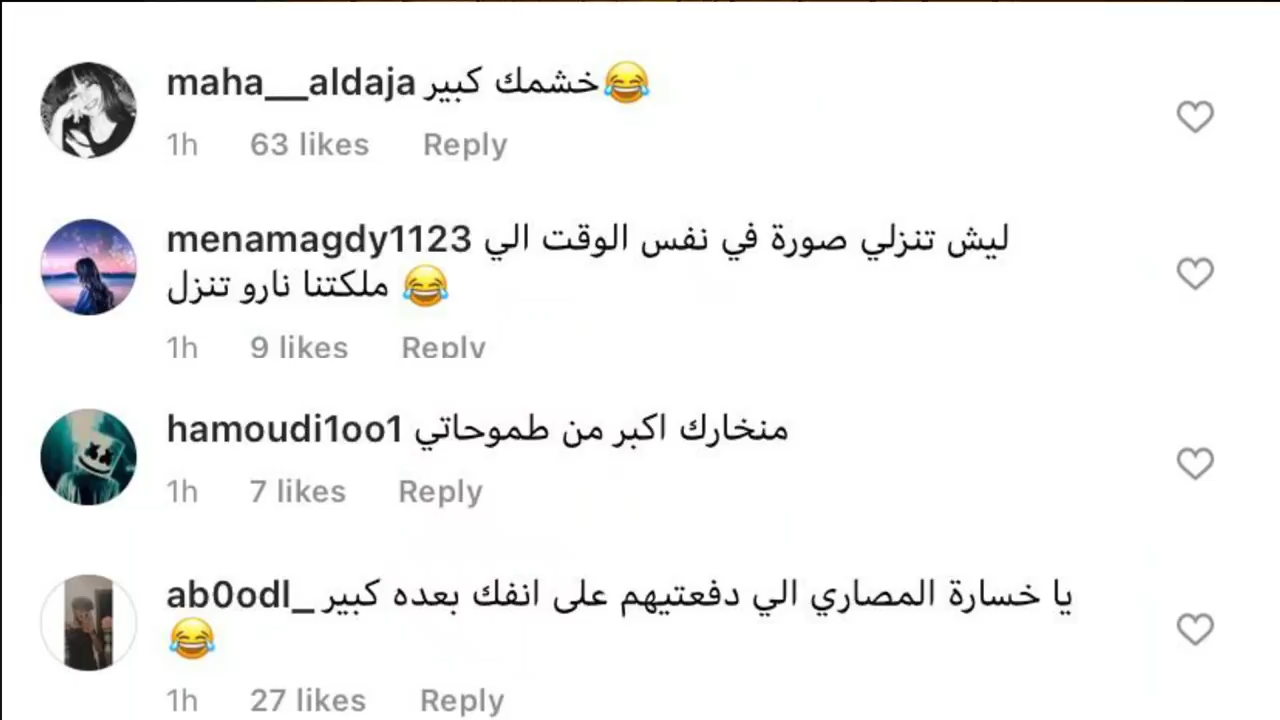 maha__aldaja خشمك كبير😂
1h 63 likes Reply
menamagdy1123 ليش تنزلي صورة في نفس الوقت الي
ملكتنا نارو تنزل 😂
1h 9 likes Reply
hamoudi1oo1 منخارك اكبر من طموحاتي
1h 7 likes Reply
ab0odl_ يا خسارة المصاري الي دفعتيهم على انفك بعده كبير
😂
1h 27 likes Reply